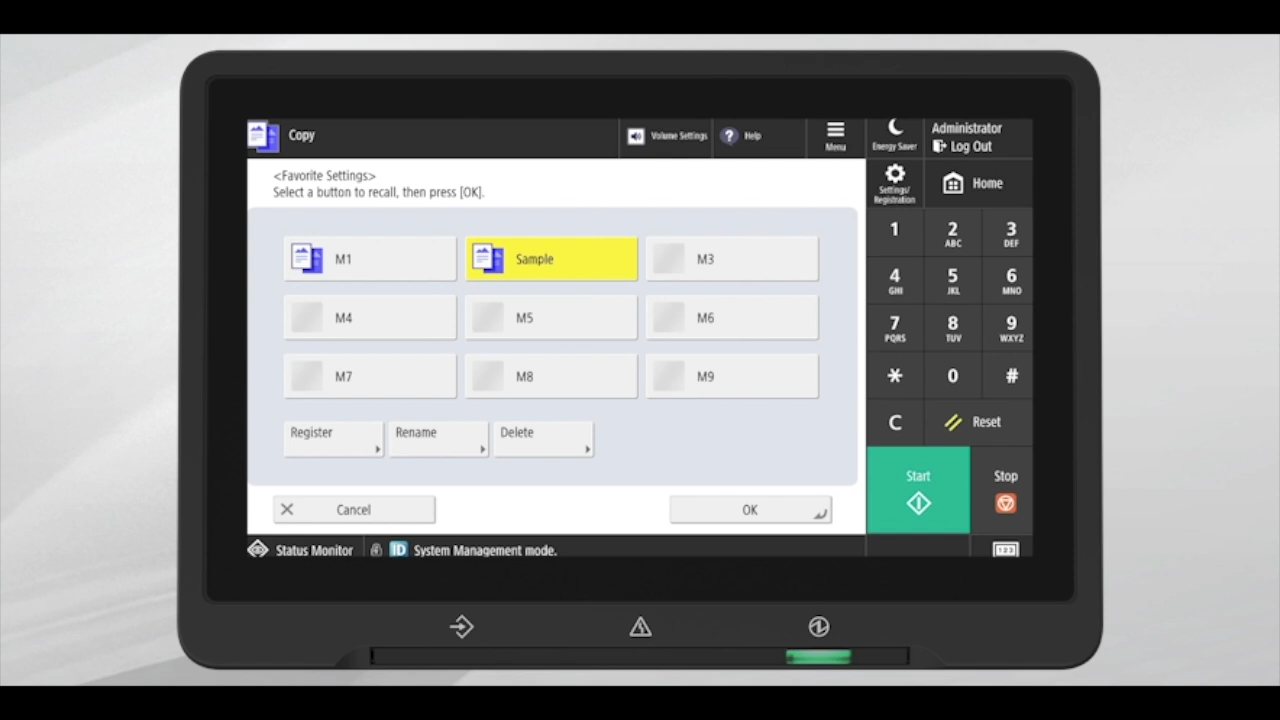 Copy
Volume Settings
? Help
Menu
Energy Saver
Administrator
Log Out
<Favorite Settings>
Select a button to recall, then press [OK].
Settings/
Registration
Home
M1
Sample
M3
M4
M5
M6
M7
M8
M9
Register
Rename
Delete
Cancel
OK
1
2
ABC
3
DEF
4
GHI
5
JKL
6
MNO
7
PQRS
8
TUV
9
WXYZ
*
0
#
C
Reset
Start
Stop
Status Monitor
ID System Management mode.
123